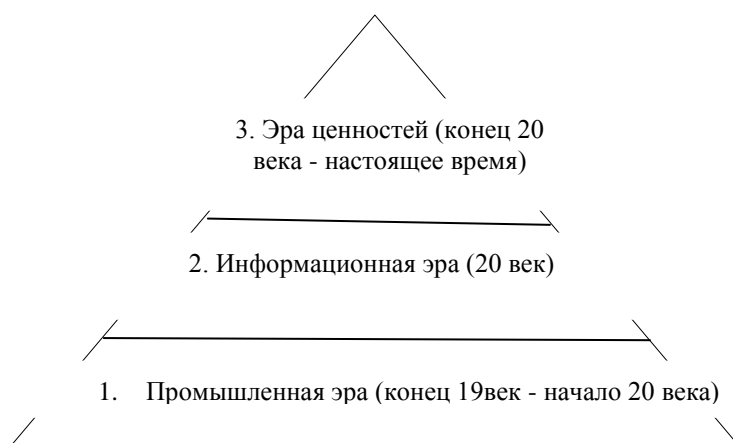 3. Эра ценностей (конец 20
века - настоящее время)
2. Информационная эра (20 век)
1. Промышленная эра (конец 19век - начало 20 века)